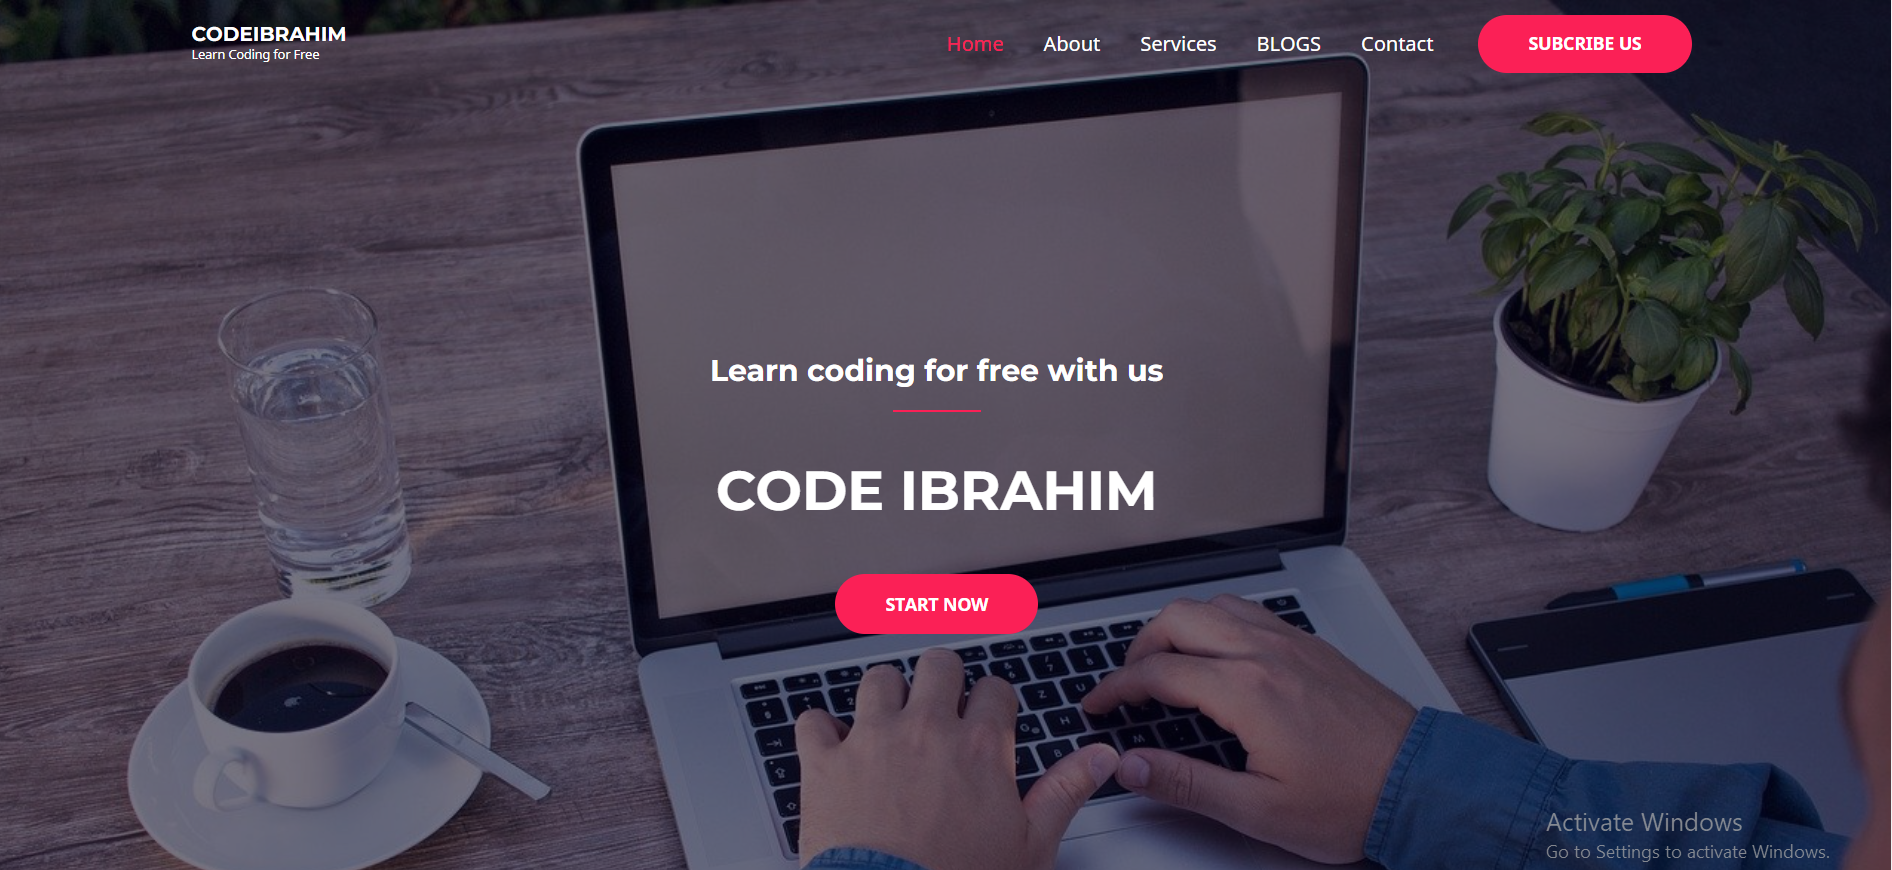 CODEIBRAHIM
Learn Coding for Free
Home About Services BLOGS Contact SUBCRIBE US
Learn coding for free with us
CODE IBRAHIM
START NOW
Activate Windows
Go to Settings to activate Windows.